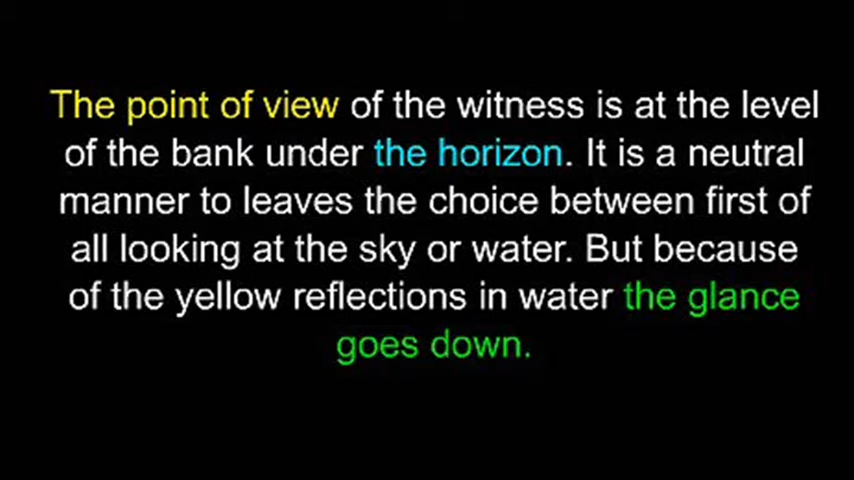 The point of view of the witness is at the level
of the bank under the horizon. It is a neutral
manner to leaves the choice between first of
all looking at the sky or water. But because
of the yellow reflections in water the glance
goes down.